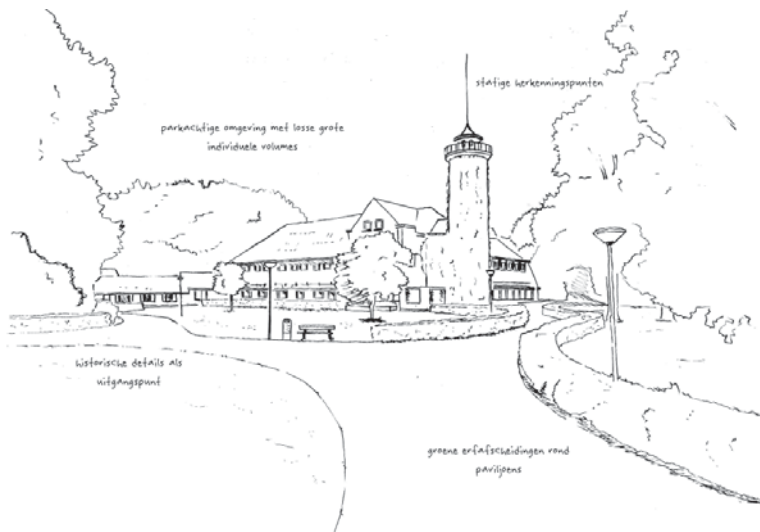 statige herkenningspunten
parkachtige omgeving met losse grote
individuele volumes
historische details als
uitgangspunt
groene erfafscheidingen rond
paviljoens